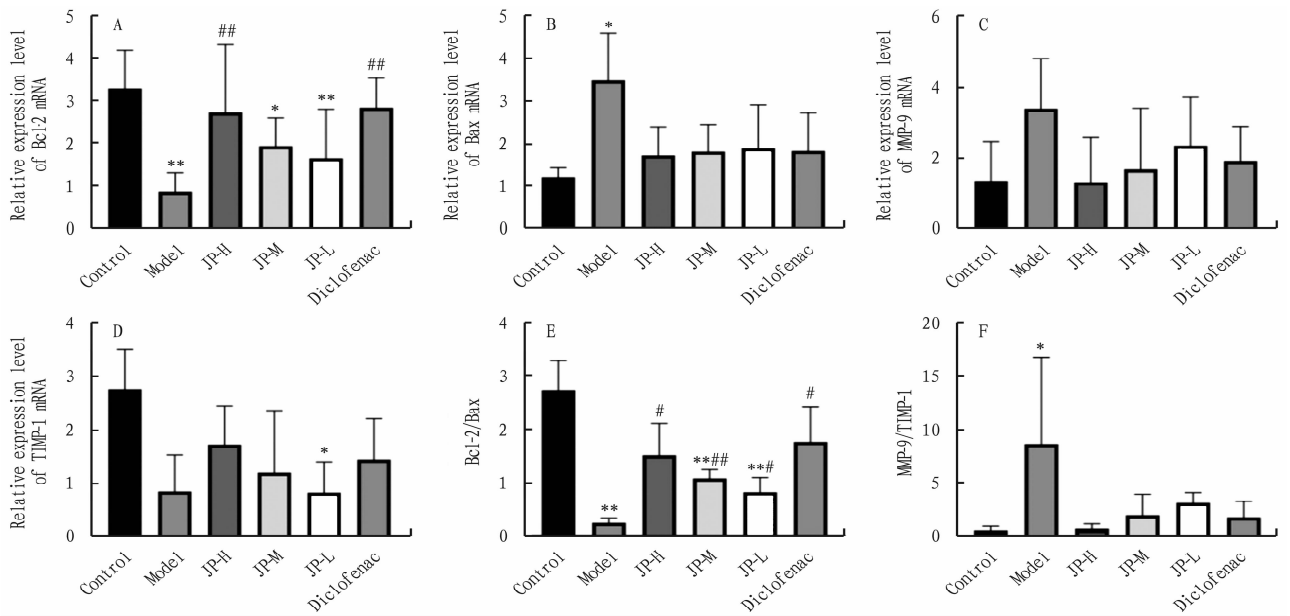 Relative expression level
of Bcl-2 mRNA
5
4
3
2
1
0
A
**
##
*
**
##
Control
Model
JP-H
JP-M
JP-L
Diclofenac
Relative expression level
of Bax mRNA
5
4
3
2
1
0
B
*
Control
Model
JP-H
JP-M
JP-L
Diclofenac
Relative expression level
of MMP-9 mRNA
6
4
2
0
C
Control
Model
JP-H
JP-M
JP-L
Diclofenac
Relative expression level
of TIMP-1 mRNA
4
3
2
1
0
D
*
Control
Model
JP-H
JP-M
JP-L
Diclofenac
Bcl-2/Bax
4
3
2
1
0
E
**
#
**##
**#
#
Control
Model
JP-H
JP-M
JP-L
Diclofenac
MMP-9/TIMP-1
20
15
10
5
0
F
*
Control
Model
JP-H
JP-M
JP-L
Diclofenac